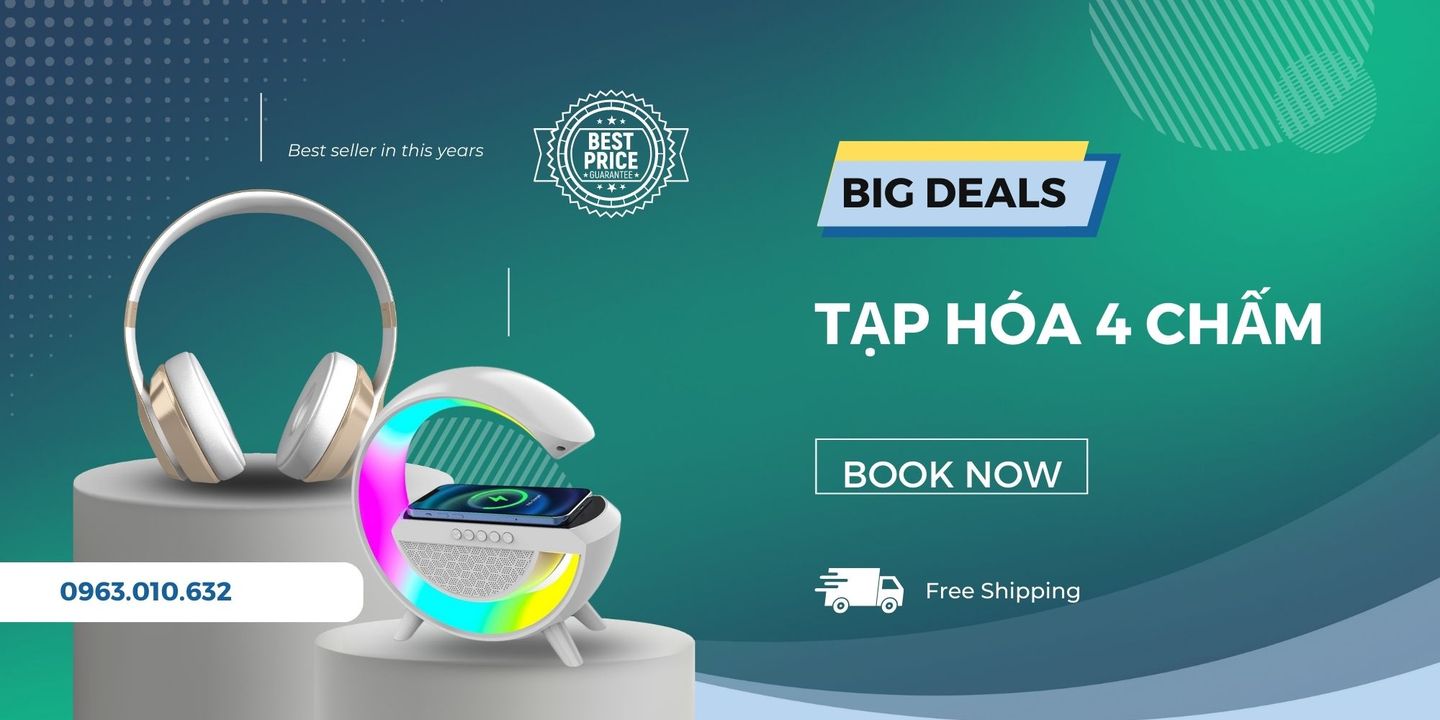 Best seller in this years
BEST
PRICE
GUARANTEE
BIG DEALS
TẠP HÓA 4 CHẤM
BOOK NOW
Free Shipping
0963.010.632